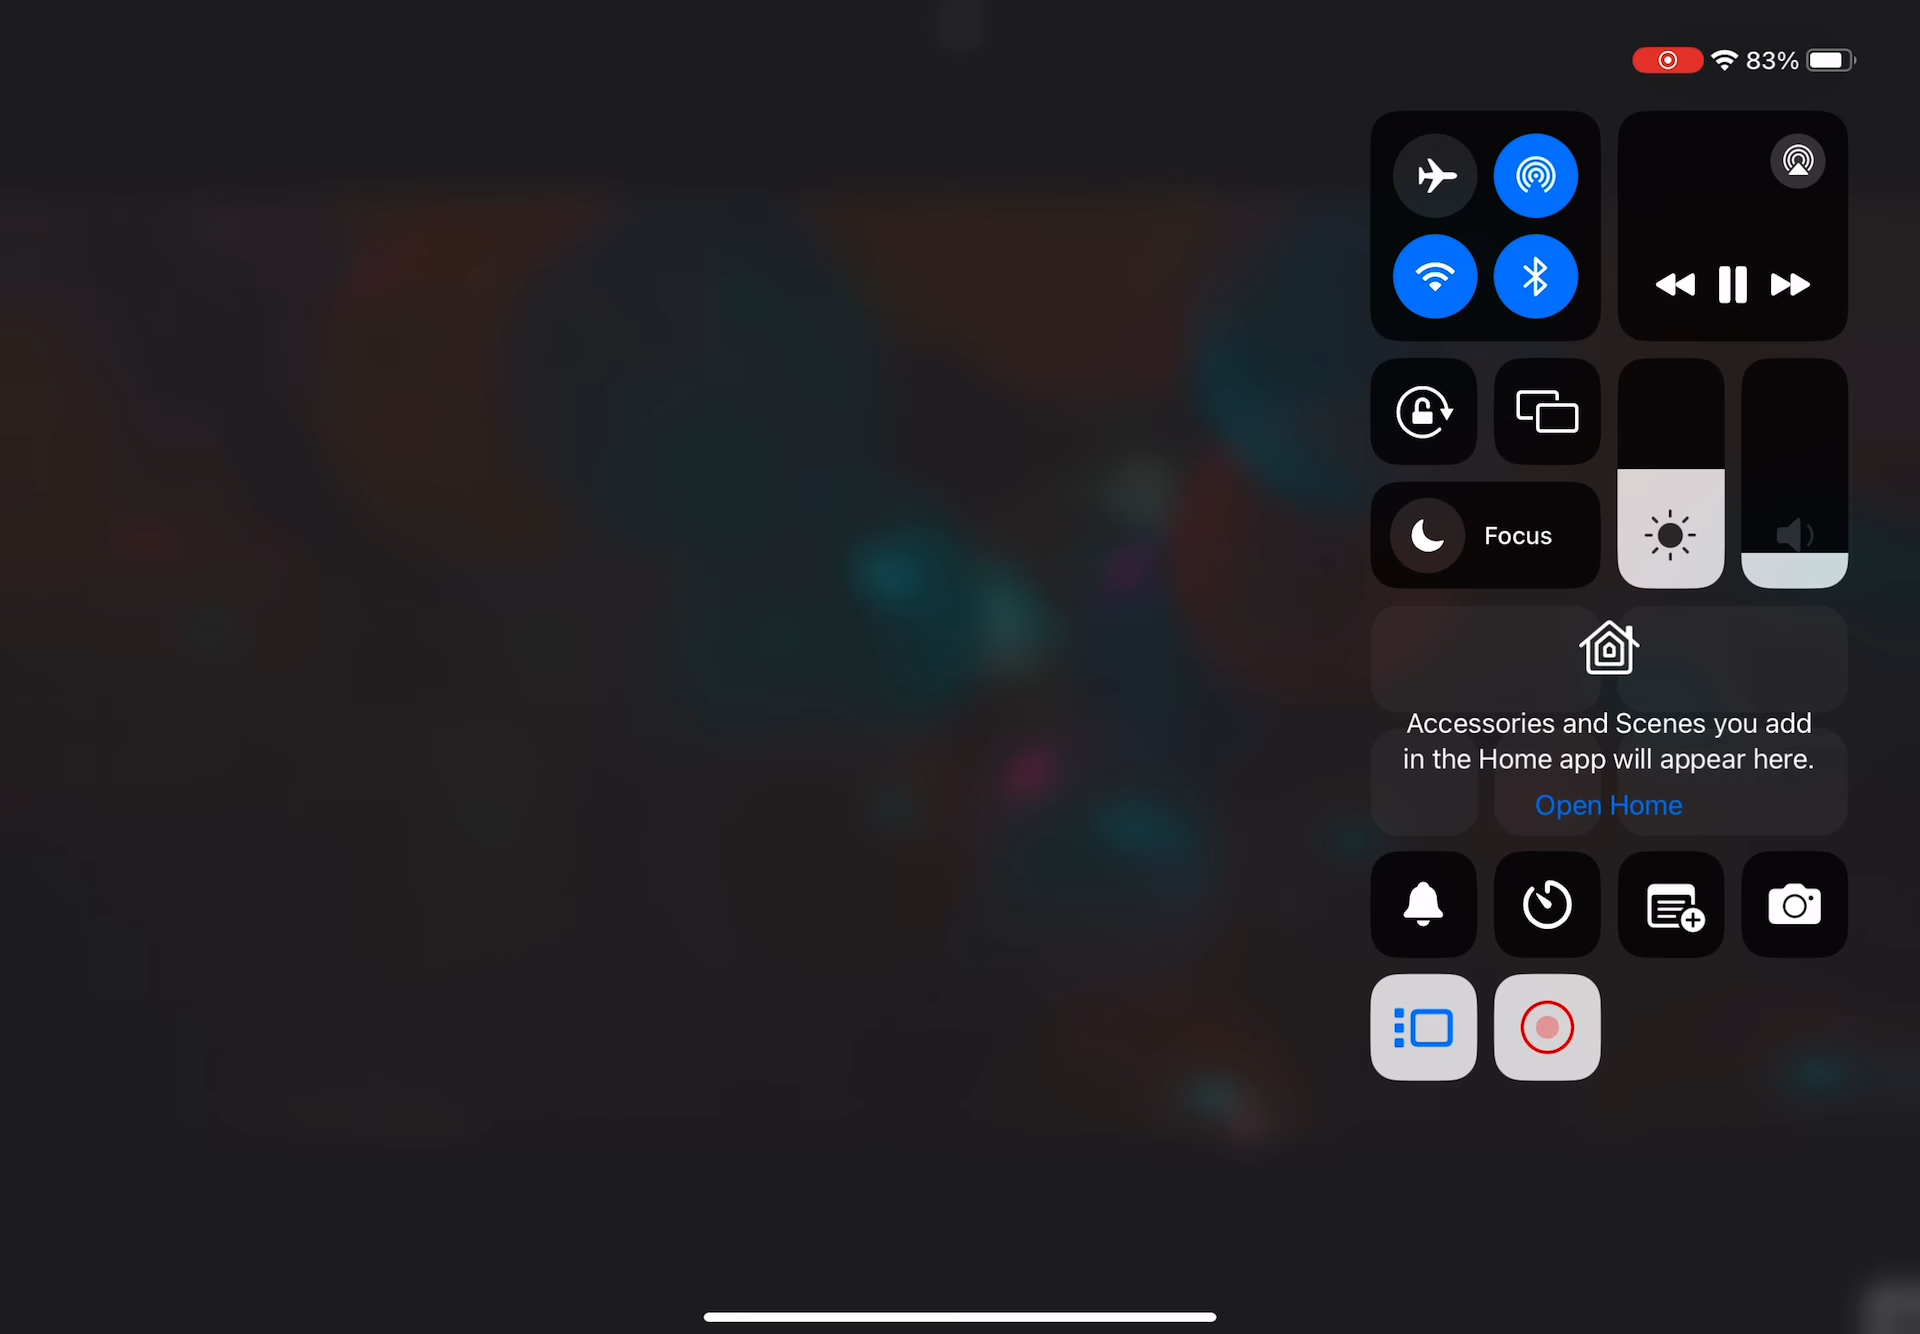 83%
Focus
Accessories and Scenes you add
in the Home app will appear here.
Open Home